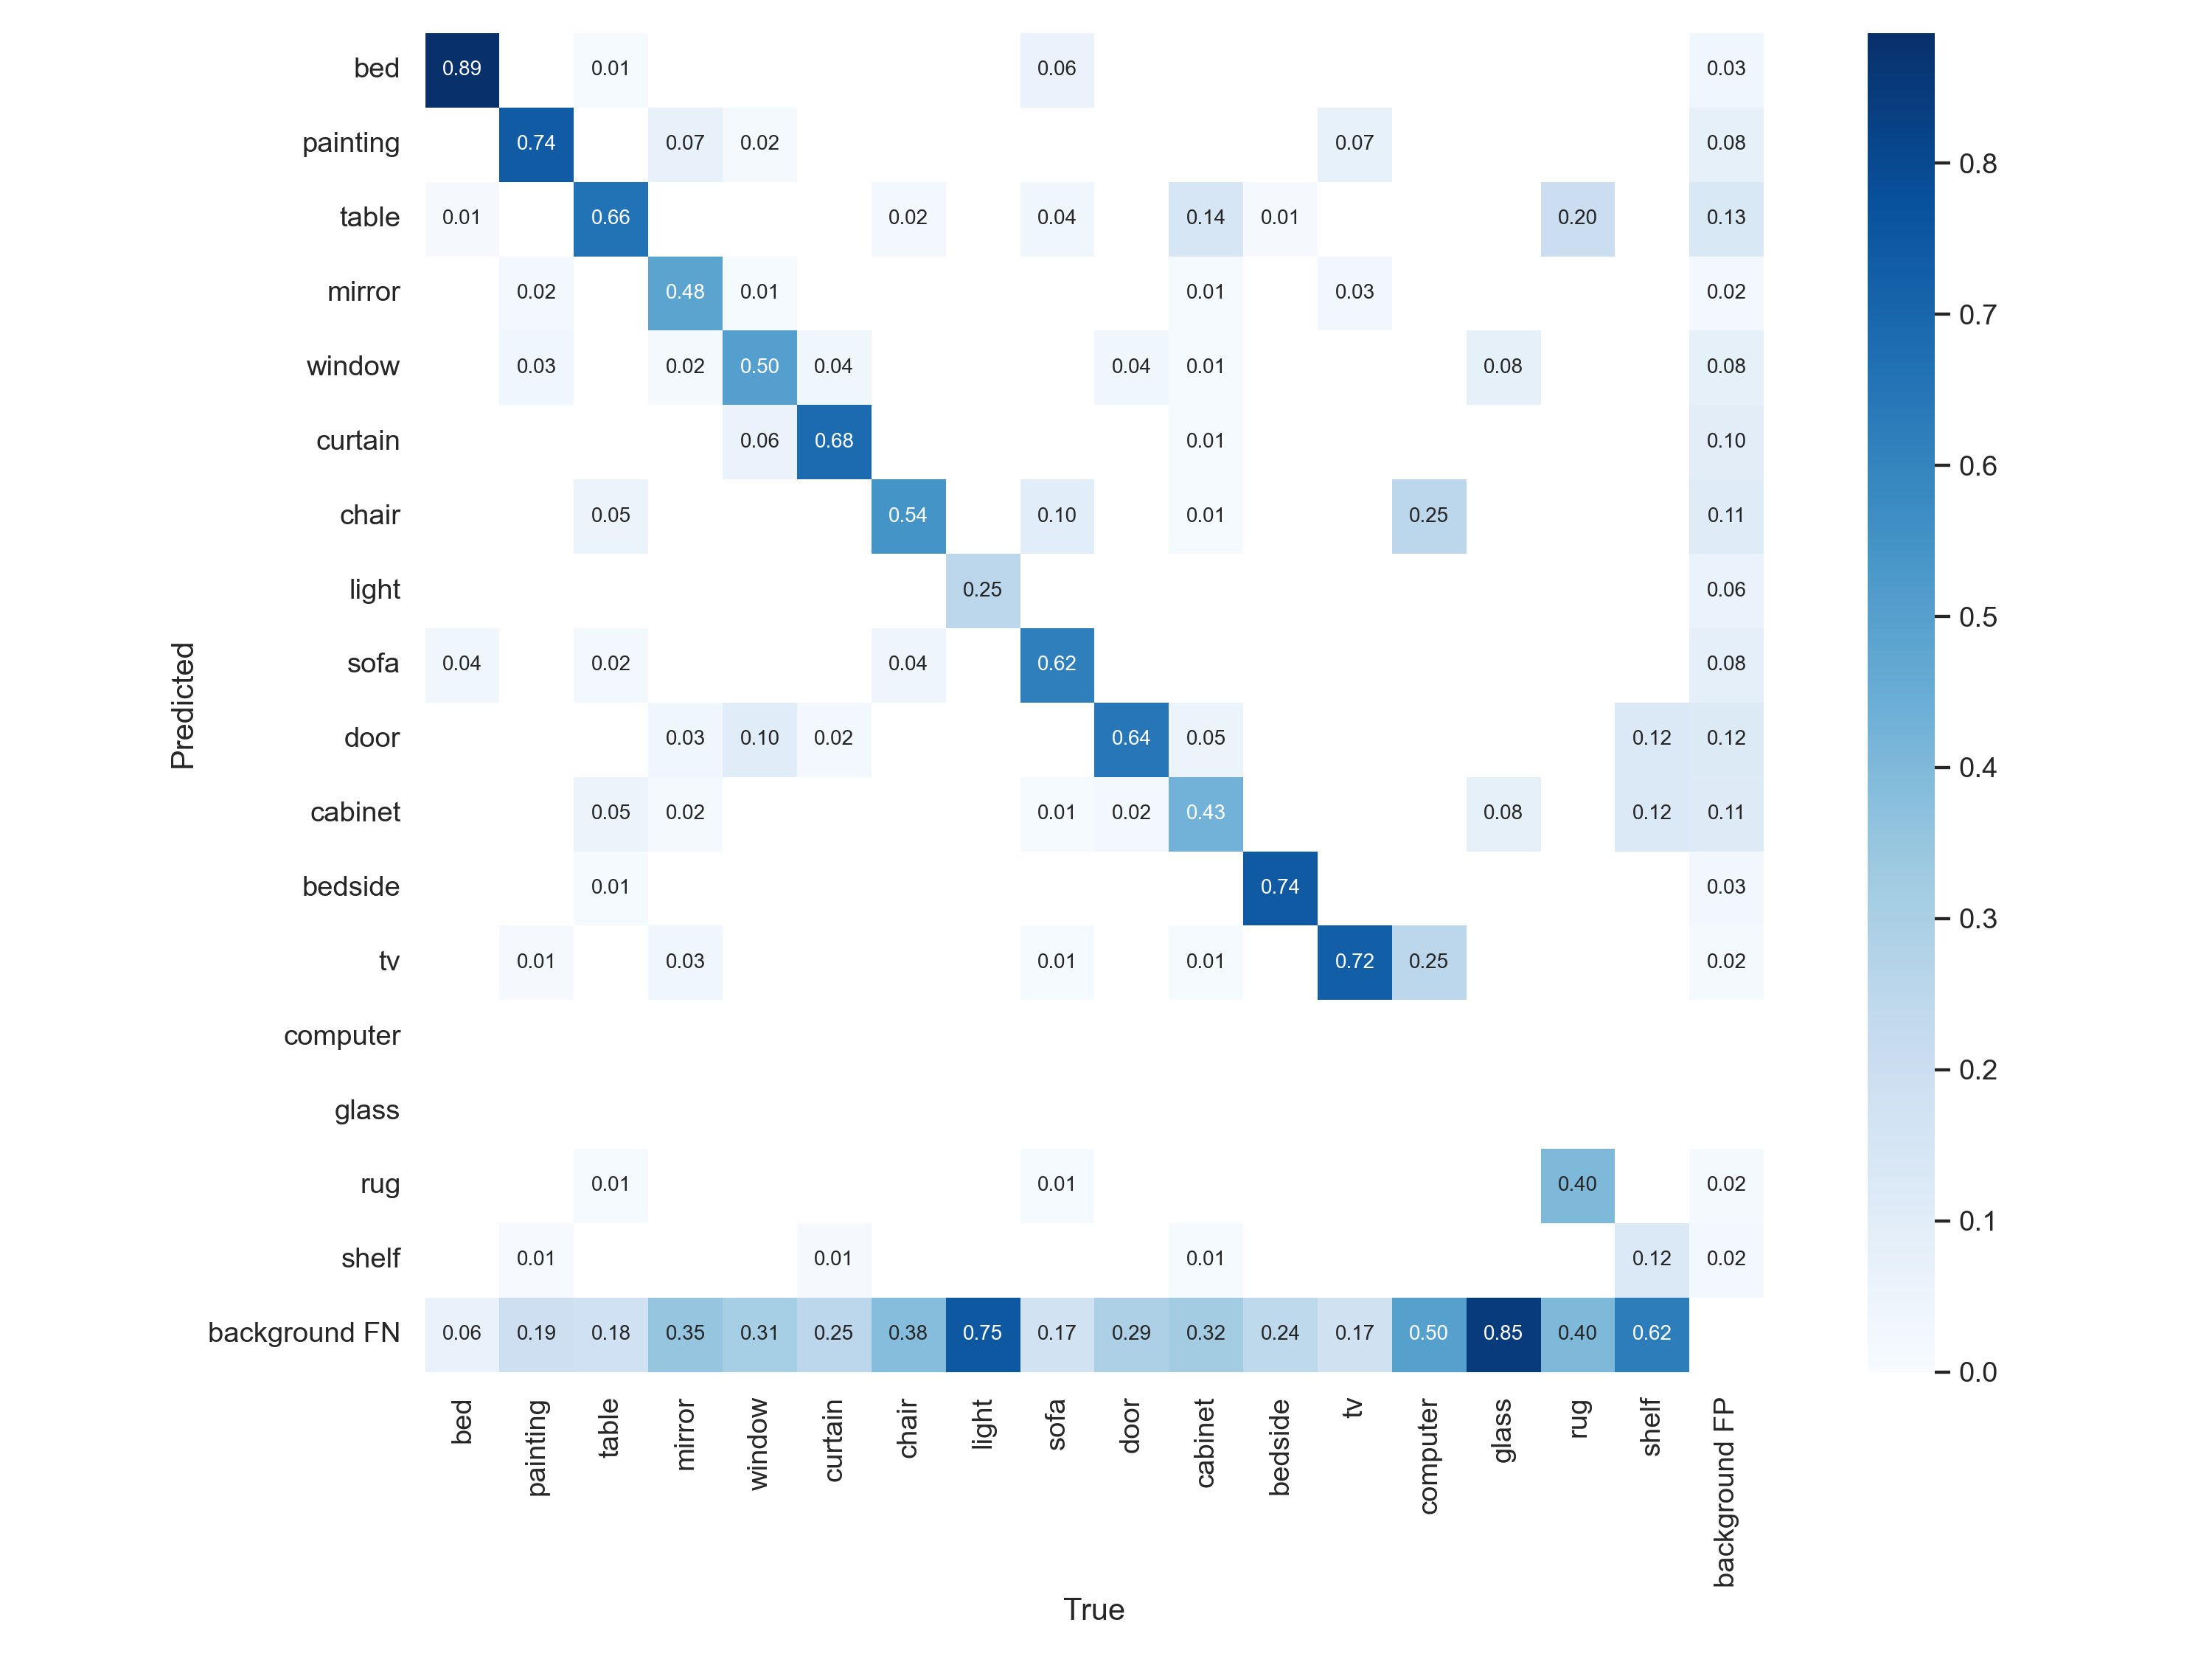 bed 0.89 0.01 0.06 0.03
painting 0.74 0.07 0.02 0.07 0.08 0.8
table 0.01 0.66 0.02 0.04 0.14 0.01 0.20 0.13
mirror 0.02 0.48 0.01 0.01 0.03 0.02 0.7
window 0.03 0.02 0.50 0.04 0.04 0.01 0.08 0.08
curtain 0.06 0.68 0.01 0.10 0.6
chair 0.05 0.54 0.10 0.01 0.25 0.11
light 0.25 0.06 0.5
Predicted
sofa 0.04 0.02 0.04 0.62 0.08
door 0.03 0.10 0.02 0.64 0.05 0.12 0.12 0.4
cabinet 0.05 0.02 0.01 0.02 0.43 0.08 0.12 0.11
bedside 0.01 0.74 0.03 0.3
tv 0.01 0.03 0.01 0.01 0.72 0.25 0.02
computer 0.2
glass
rug 0.01 0.01 0.40 0.02 0.1
shelf 0.01 0.01 0.01 0.12 0.02
background FN 0.06 0.19 0.18 0.35 0.31 0.25 0.38 0.75 0.17 0.29 0.32 0.24 0.17 0.50 0.85 0.40 0.62 0.0
bed painting table mirror window curtain chair light sofa door cabinet bedside tv computer glass rug shelf background FP
True